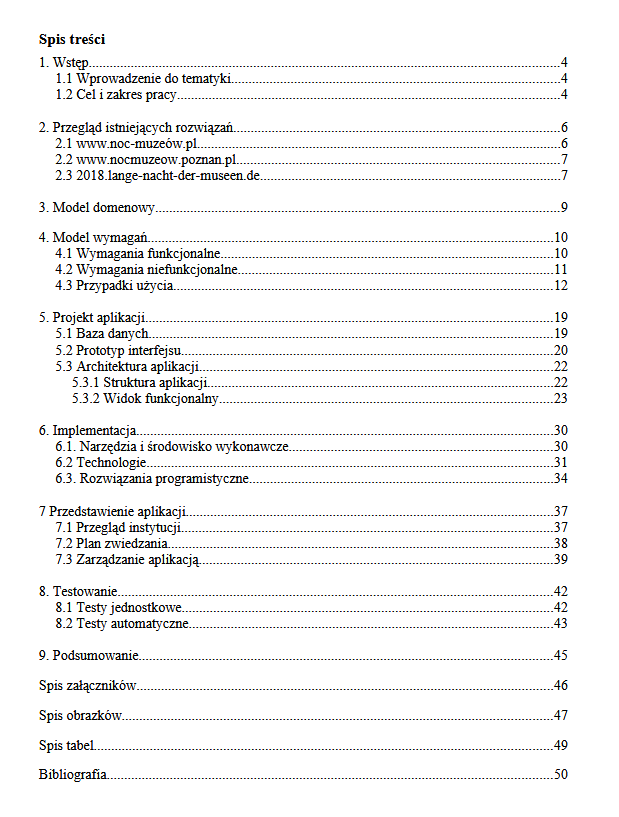 Spis treści
1. Wstęp....................4
1.1 Wprowadzenie do tematyki....................4
1.2 Cel i zakres pracy....................4
2. Przegląd istniejących rozwiązań....................6
2.1 www.noc-muzeów.pl....................6
2.2 www.nocmuzeow.poznan.pl....................7
2.3 2018.lange-nacht-der-museen.de....................7
3. Model domenowy....................9
4. Model wymagań....................10
4.1 Wymagania funkcjonalne....................10
4.2 Wymagania niefunkcjonalne....................11
4.3 Przypadki użycia....................12
5. Projekt aplikacji....................19
5.1 Baza danych....................19
5.2 Prototyp interfejsu....................20
5.3 Architektura aplikacji....................22
5.3.1 Struktura aplikacji....................22
5.3.2 Widok funkcjonalny....................23
6. Implementacja....................30
6.1. Narzędzia i środowisko wykonawcze....................30
6.2 Technologie....................31
6.3. Rozwiązania programistyczne....................34
7 Przedstawienie aplikacji....................37
7.1 Przegląd instytucji....................37
7.2 Plan zwiedzania....................38
7.3 Zarządzanie aplikacją....................39
8. Testowanie....................42
8.1 Testy jednostkowe....................42
8.2 Testy automatyczne....................43
9. Podsumowanie....................45
Spis załączników....................46
Spis obrazków....................47
Spis tabel....................49
Bibliografia....................50